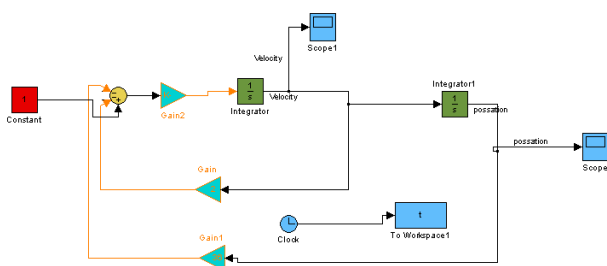 Velocity
Scope1
1
Constant
Gain2
1
s
Integrator
Velocity
Integrator1
1
s
possation
possation
Scope
Gain
Clock
t
To Workspace1
Gain1